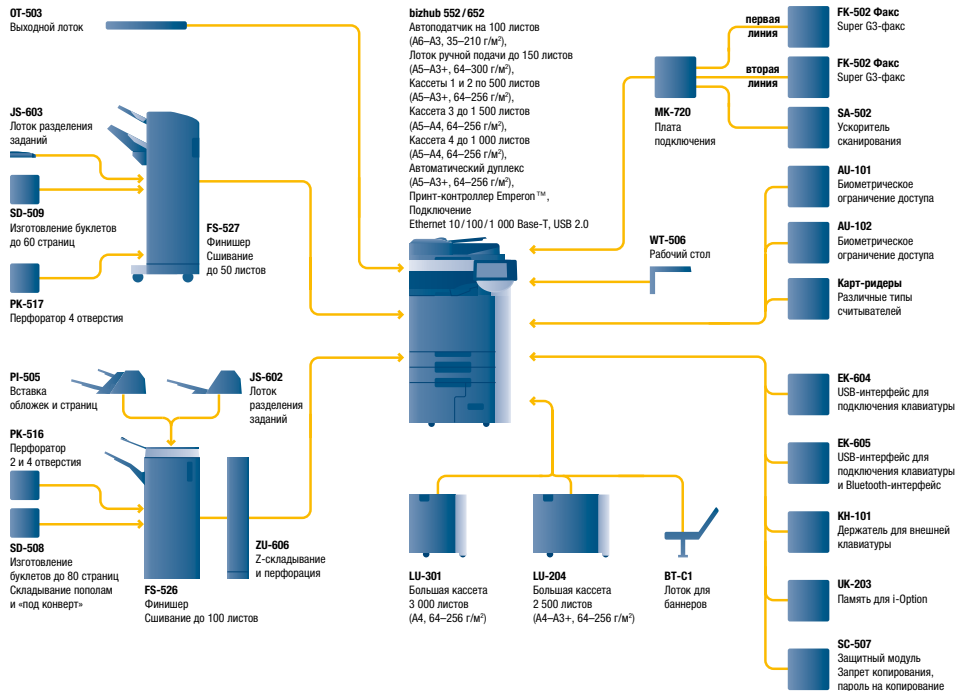 OT-503
Выходной лоток
bizhub 552/652
Автоподатчик на 100 листов
(A6–A3, 35–210 г/м²),
Лоток ручной подачи до 150 листов
(A5–A3+, 64–300 г/м²),
Кассеты 1 и 2 по 500 листов
(A5–A3+, 64–256 г/м²),
Кассета 3 до 1 500 листов
(A5–A4, 64–256 г/м²),
Кассета 4 до 1 000 листов
(A5–A4, 64–256 г/м²),
Автоматический дуплекс
(A5–A3+, 64–256 г/м²),
Принт-контроллер Emperon™,
Подключение
Ethernet 10/100/1 000 Base-T, USB 2.0
первая
линия
вторая
линия
MK-720
Плата
подключения
FK-502 Факс
Super G3-факс
FK-502 Факс
Super G3-факс
SA-502
Ускоритель
сканирования
AU-101
Биометрическое
ограничение доступа
AU-102
Биометрическое
ограничение доступа
Карт-ридеры
Различные типы
считывателей
WT-506
Рабочий стол
JS-603
Лоток разделения
заданий
SD-509
Изготовление буклетов
до 60 страниц
PK-517
Перфоратор 4 отверстия
FS-527
Финишер
Сшивание
до 50 листов
PI-505
Вставка
обложек и страниц
JS-602
Лоток
разделения
заданий
PK-516
Перфоратор
2 и 4 отверстия
SD-508
Изготовление
буклетов до 80 страниц
Складывание пополам
и «под конверт»
FS-526
Финишер
Сшивание до 100 листов
ZU-606
Z-складывание
и перфорация
LU-301
Большая кассета
3 000 листов
(A4, 64–256 г/м²)
LU-204
Большая кассета
2 500 листов
(A4–A3+, 64–256 г/м²)
BT-C1
Лоток для
баннеров
EK-604
USB-интерфейс для
подключения клавиатуры
EK-605
USB-интерфейс для
подключения клавиатуры
и Bluetooth-интерфейс
KH-101
Держатель для внешней
клавиатуры
UK-203
Память для i-Option
SC-507
Защитный модуль
Запрет копирования,
пароль на копирование